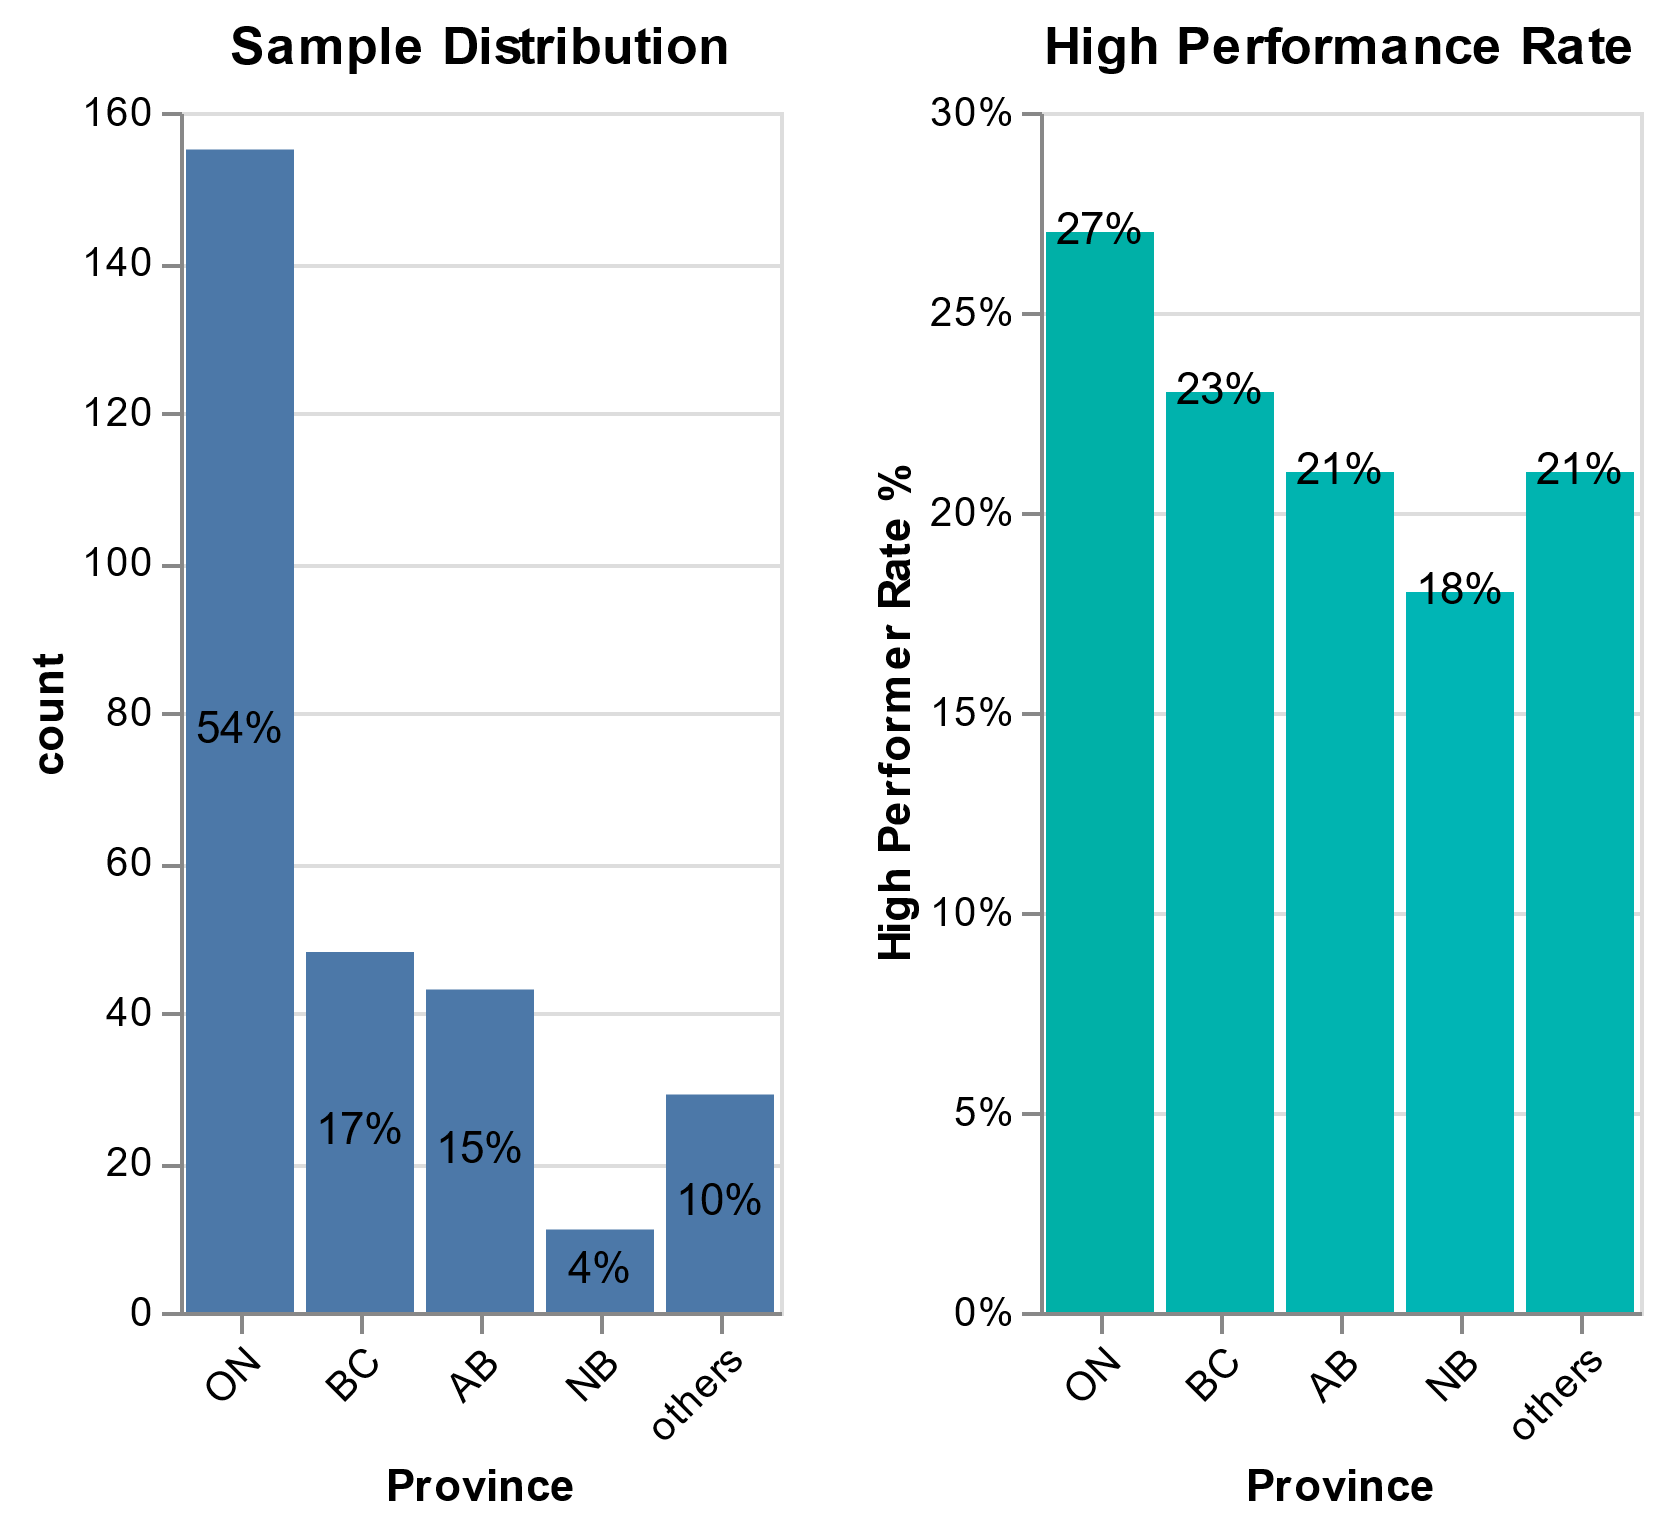 Sample Distribution
160
140
120
100
80
60
40
20
0
count
54%
17%
15%
4%
10%
ON
BC
AB
NB
others
Province
High Performance Rate
30%
25%
20%
15%
10%
5%
0%
High Performer Rate %
27%
23%
21%
18%
21%
ON
BC
AB
NB
others
Province